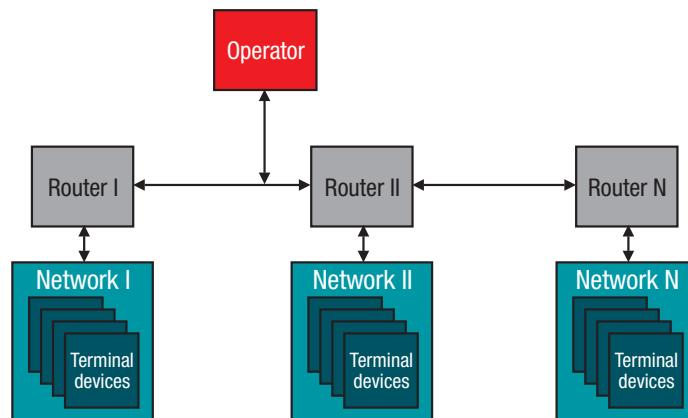 Operator
Router I
Router II
Router N
Network I
Network II
Network N
Terminal
devices
Terminal
devices
Terminal
devices